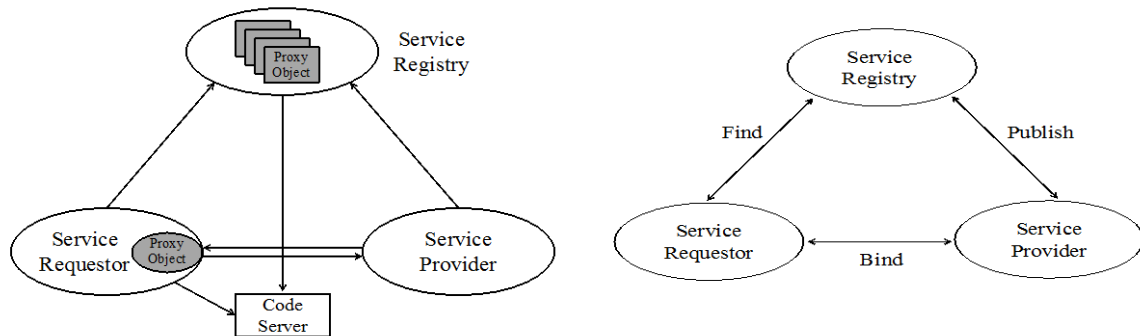 Proxy
Object
Service
Registry
Service
Requestor
Proxy
Object
Service
Provider
Code
Server
Service
Registry
Find
Publish
Service
Requestor
Bind
Service
Provider